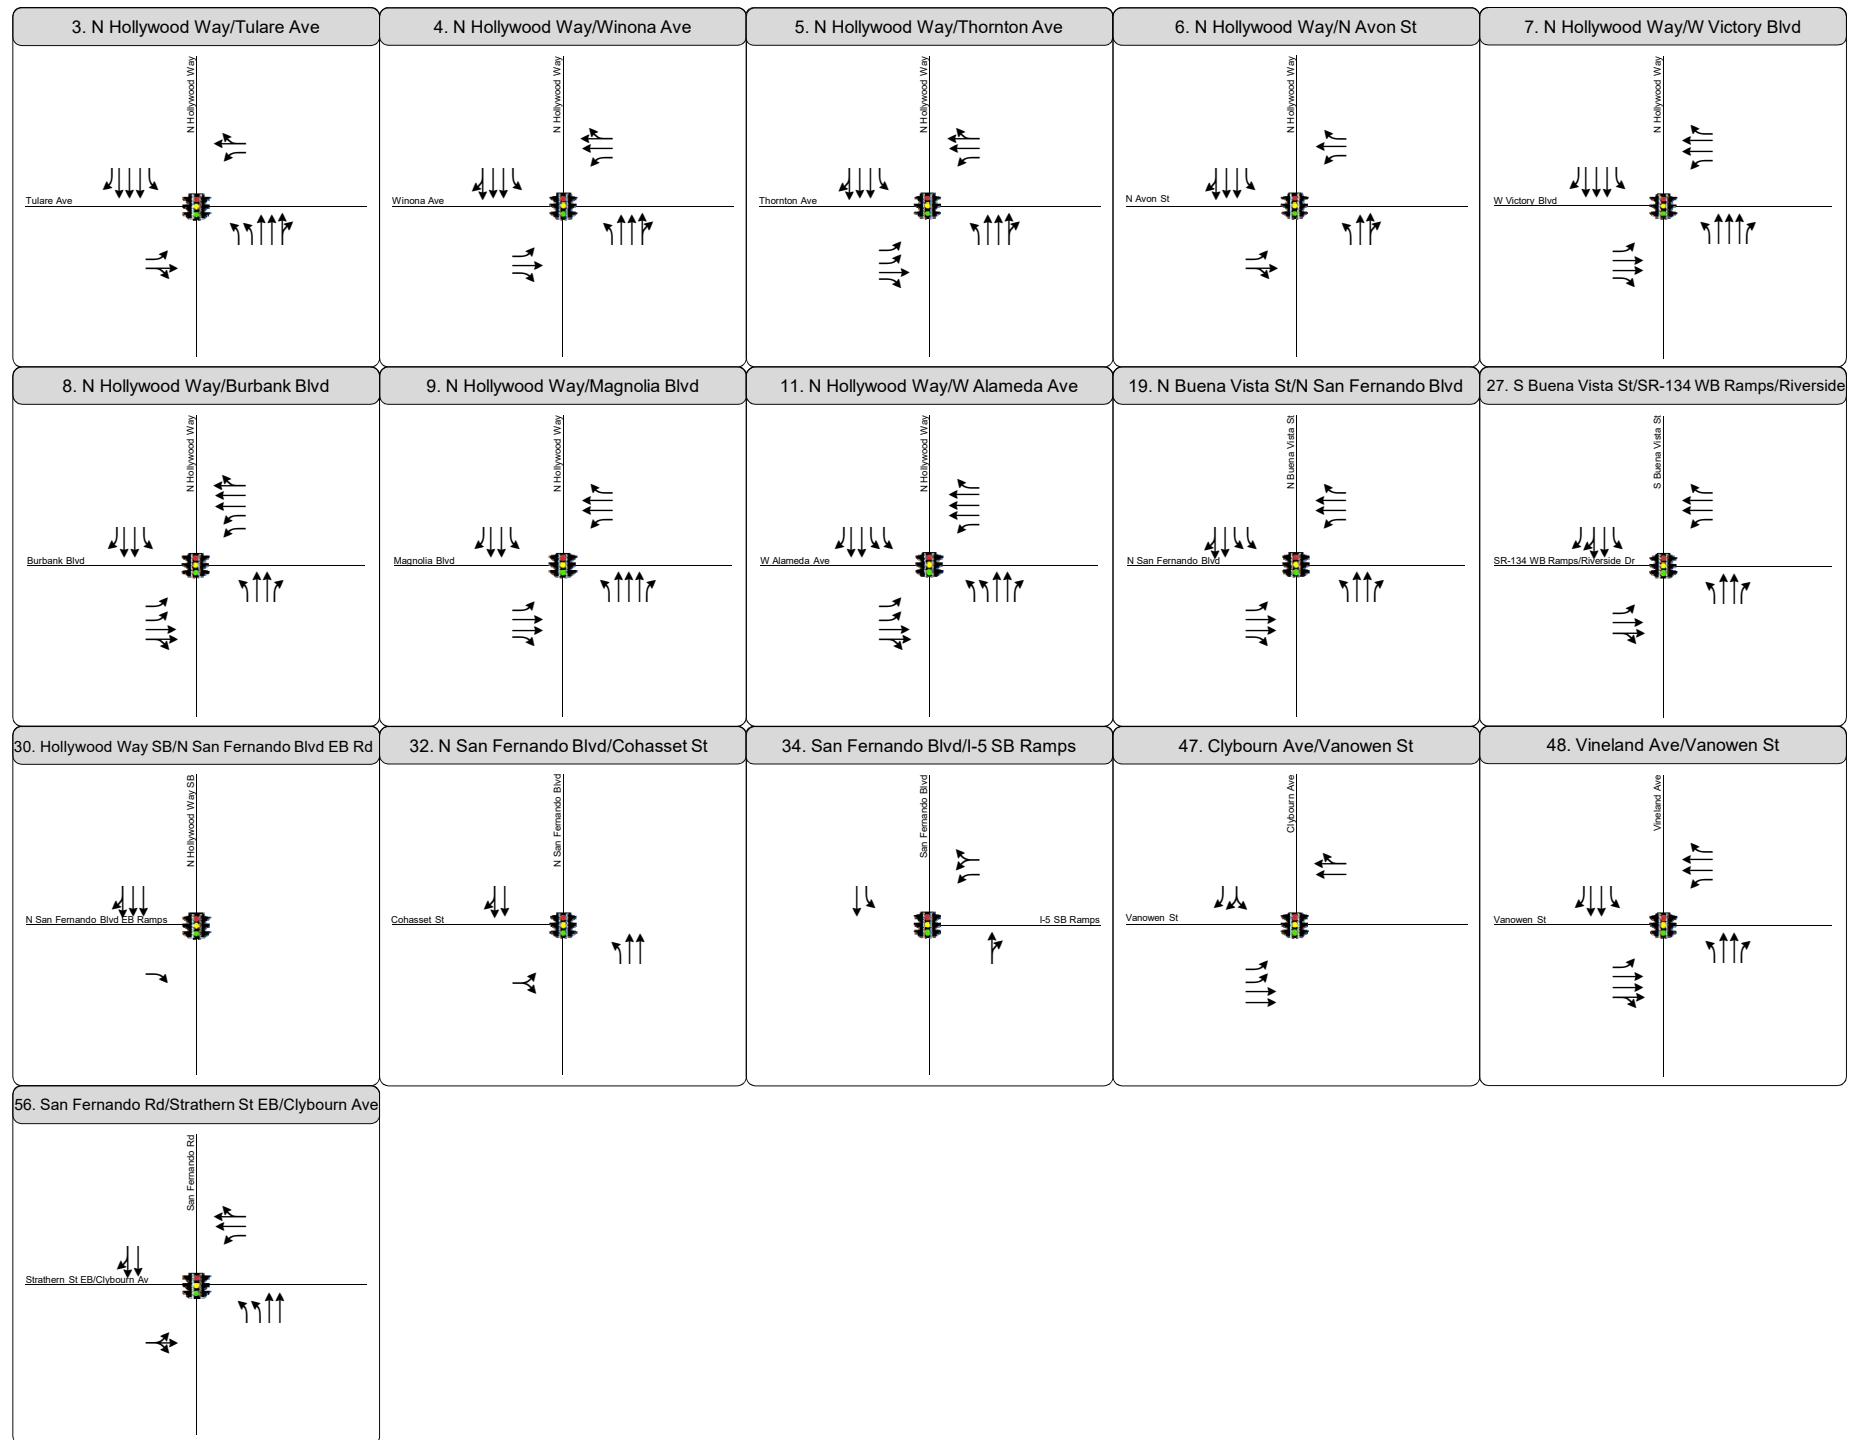 3. N Hollywood Way/Tulare Ave
N Hollywood Way
Tulare Ave
4. N Hollywood Way/Winona Ave
N Hollywood Way
Winona Ave
5. N Hollywood Way/Thornton Ave
N Hollywood Way
Thornton Ave
6. N Hollywood Way/N Avon St
N Hollywood Way
N Avon St
7. N Hollywood Way/W Victory Blvd
N Hollywood Way
W Victory Blvd
8. N Hollywood Way/Burbank Blvd
N Hollywood Way
Burbank Blvd
9. N Hollywood Way/Magnolia Blvd
N Hollywood Way
Magnolia Blvd
11. N Hollywood Way/W Alameda Ave
N Hollywood Way
W Alameda Ave
19. N Buena Vista St/N San Fernando Blvd
N Buena Vista St
N San Fernando Blvd
27. S Buena Vista St/SR-134 WB Ramps/Riverside
S Buena Vista St
SR-134 WB Ramps/Riverside Dr
30. Hollywood Way SB/N San Fernando Blvd EB Rd
N Hollywood Way SB
N San Fernando Blvd EB Ramps
32. N San Fernando Blvd/Cohasset St
N San Fernando Blvd
Cohasset St
34. San Fernando Blvd/I-5 SB Ramps
San Fernando Blvd
I-5 SB Ramps
47. Clybourn Ave/Vanowen St
Clybourn Ave
Vanowen St
48. Vineland Ave/Vanowen St
Vineland Ave
Vanowen St
56. San Fernando Rd/Strathern St EB/Clybourn Ave
San Fernando Rd
Strathern St EB/Clybourn Av